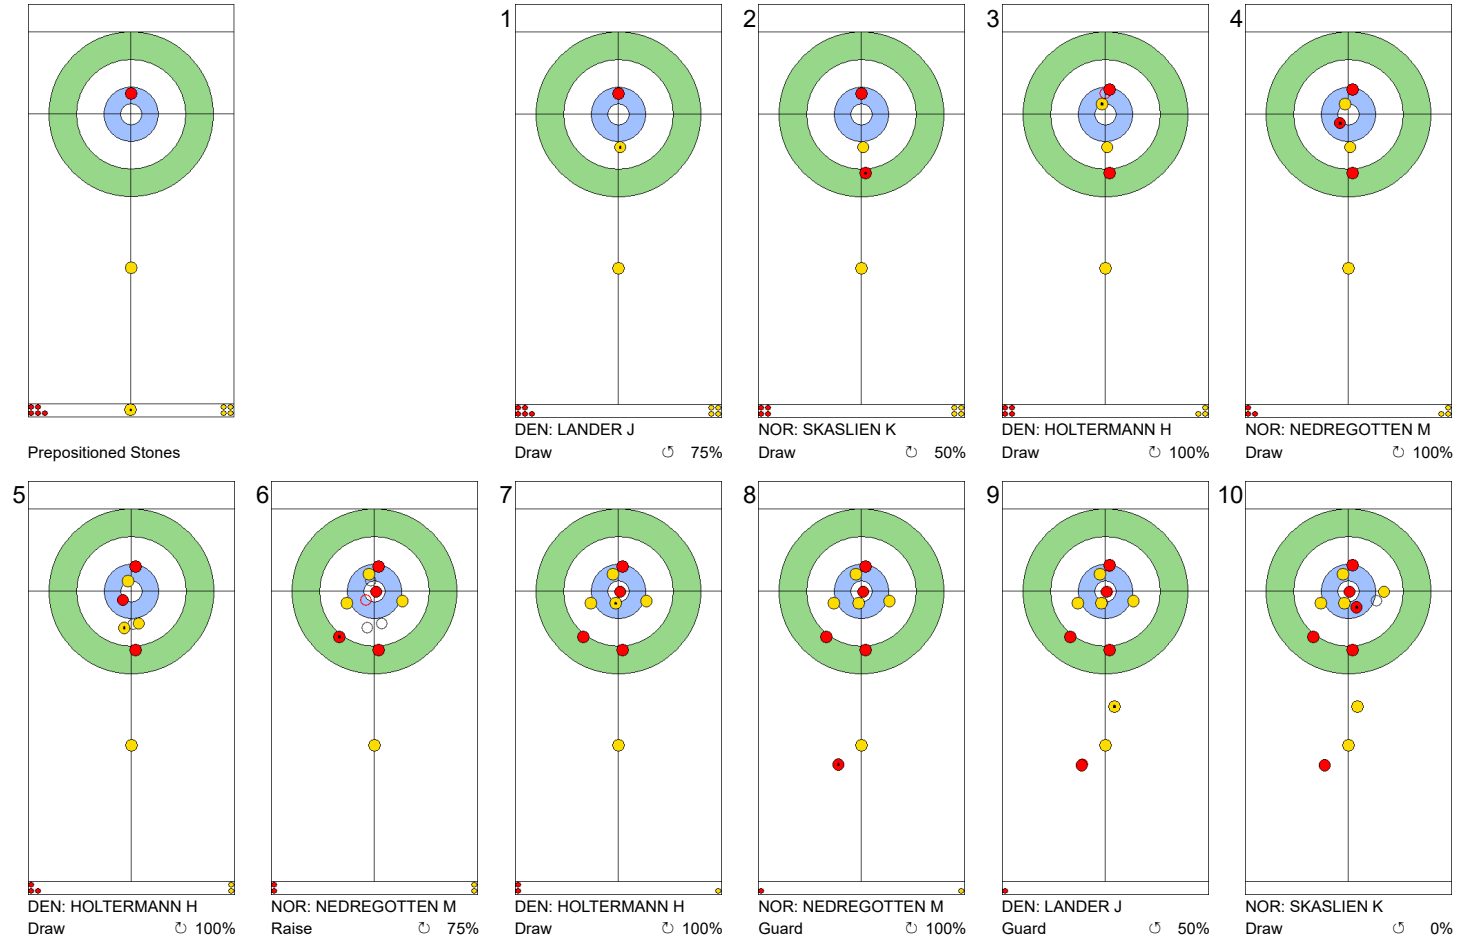 1
2
3
4
Prepositioned Stones
DEN: LANDER J
Draw ↺ 75%
NOR: SKASLIEN K
Draw ↻ 50%
DEN: HOLTERMANN H
Draw ↻ 100%
NOR: NEDREGOTTEN M
Draw ↻ 100%
5
6
7
8
9
10
DEN: HOLTERMANN H
Draw ↻ 100%
NOR: NEDREGOTTEN M
Raise ↻ 75%
DEN: HOLTERMANN H
Draw ↻ 100%
NOR: NEDREGOTTEN M
Guard ↻ 100%
DEN: LANDER J
Guard ↺ 50%
NOR: SKASLIEN K
Draw ↺ 0%